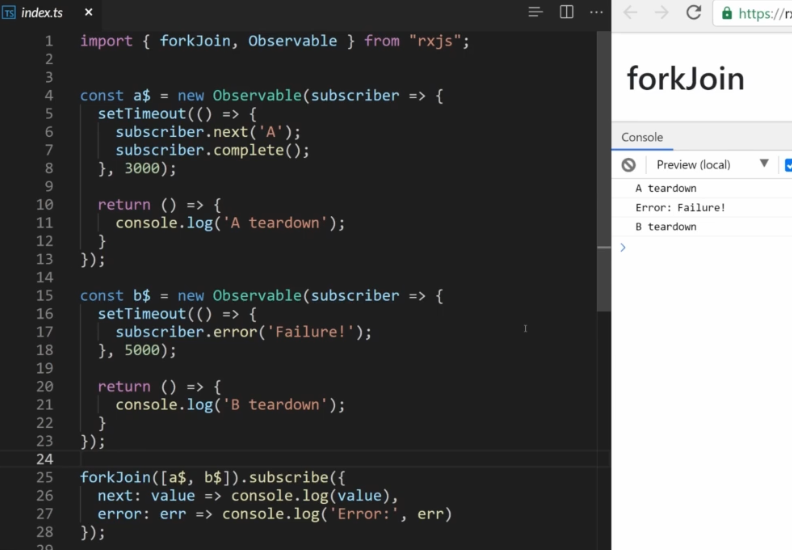 TS index.ts ×
1 import { forkJoin, Observable } from "rxjs";
2
3
4 const a$ = new Observable(subscriber => {
5 setTimeout(() => {
6 subscriber.next('A');
7 subscriber.complete();
8 }, 3000);
9
10 return () => {
11 console.log('A teardown');
12 }
13 });
14
15 const b$ = new Observable(subscriber => {
16 setTimeout(() => {
17 subscriber.error('Failure!');
18 }, 5000);
19
20 return () => {
21 console.log('B teardown');
22 }
23 });
24
25 forkJoin([a$, b$]).subscribe({
26 next: value => console.log(value),
27 error: err => console.log('Error:', err)
28 });
29
https://r
forkJoin
Console
Preview (local)
A teardown
Error: Failure!
B teardown